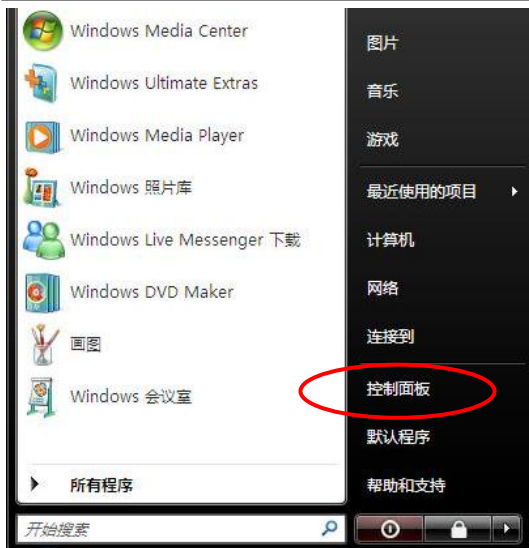 Windows Media Center
Windows Ultimate Extras
Windows Media Player
Windows 照片库
Windows Live Messenger 下载
Windows DVD Maker
画图
Windows 会议室
所有程序
开始搜索
图片
音乐
游戏
最近使用的项目
计算机
网络
连接到
控制面板
默认程序
帮助和支持